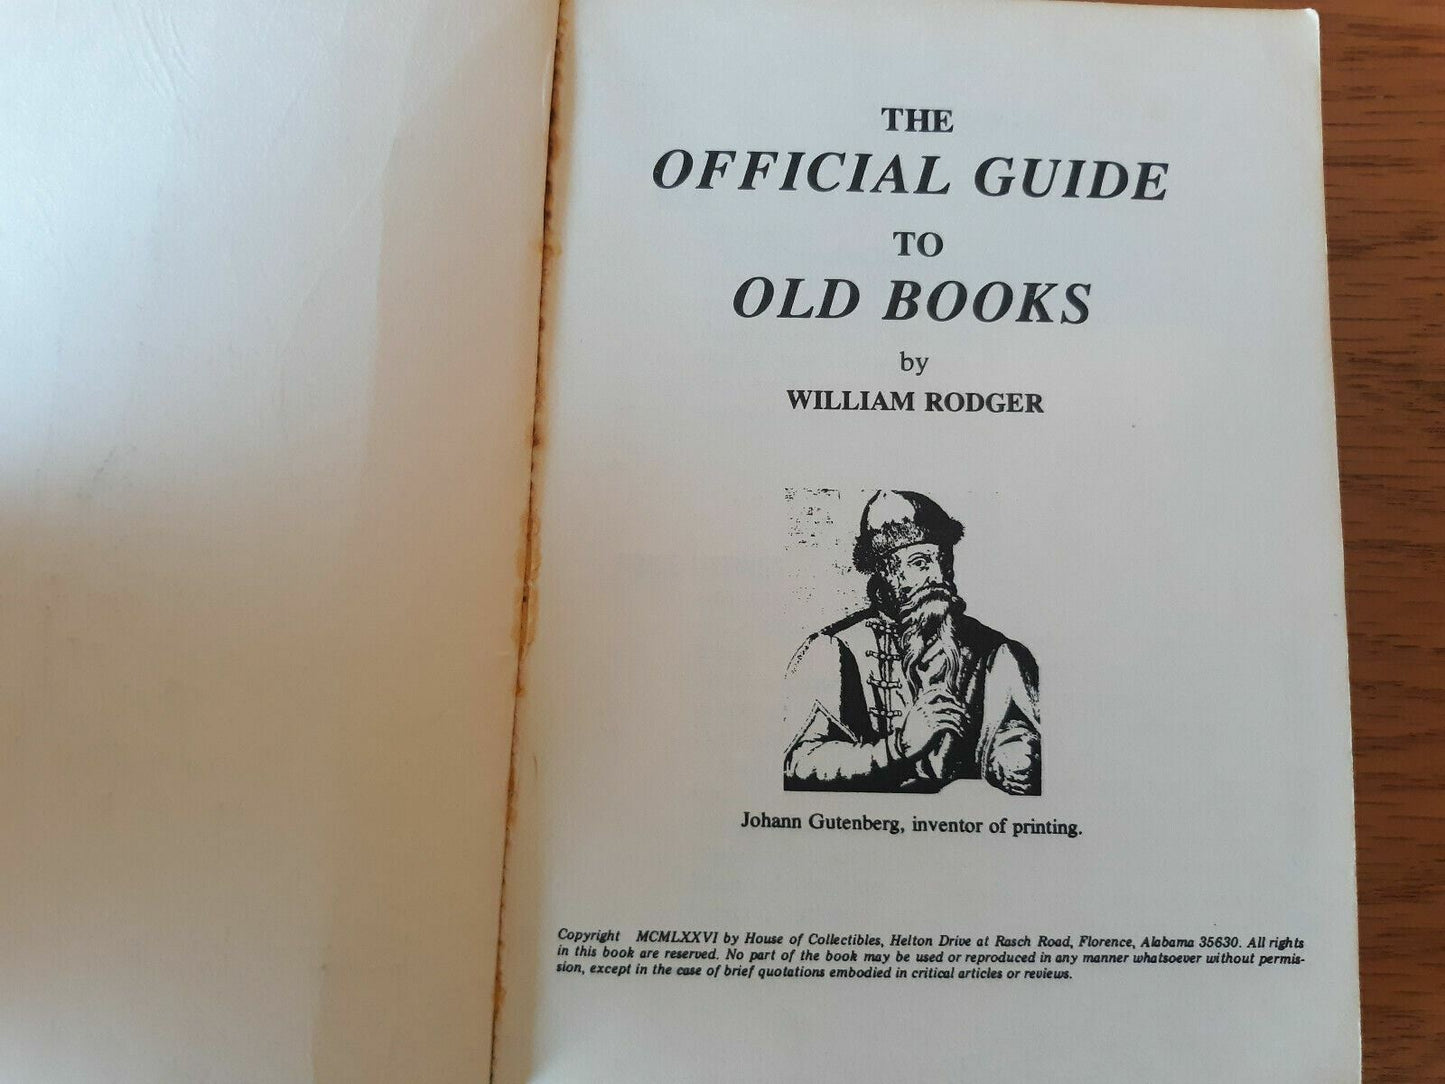 THE
OFFICIAL GUIDE
TO
OLD BOOKS
by
WILLIAM RODGER
Johann Gutenberg, inventor of printing.
Copyright MCMLXXVI by House of Collectibles, Helton Drive at Rasch Road, Florence, Alabama 35630. All rights
in this book are reserved. No part of the book may be used or reproduced in any manner whatsoever without permis-
sion, except in the case of brief quotations embodied in critical articles or reviews.